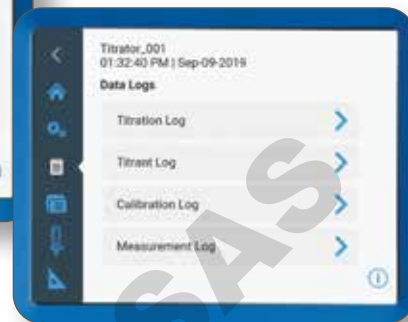 Titrator_001
01:32:40 PM | Sep-09-2019
Data Logs
Titration Log
Titrant Log
Calibration Log
Measurement Log
SAS